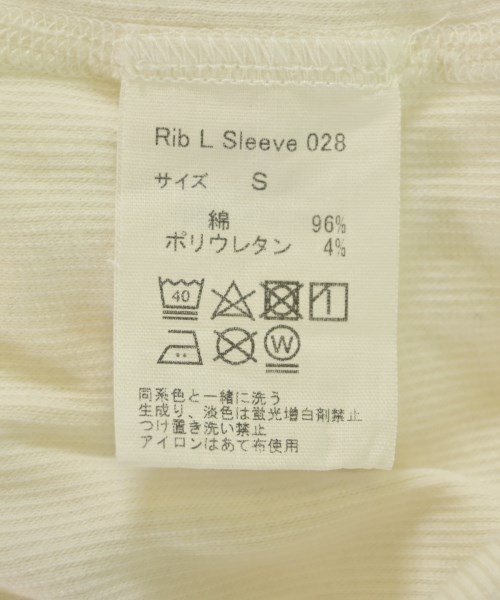 Rib L Sleeve 028
サイズ S
綿 96%
ポリウレタン 4%
40
W
同系色と一緒に洗う
生成り、淡色は蛍光増白剤禁止
つけ置き洗い禁止
アイロンはあて布使用